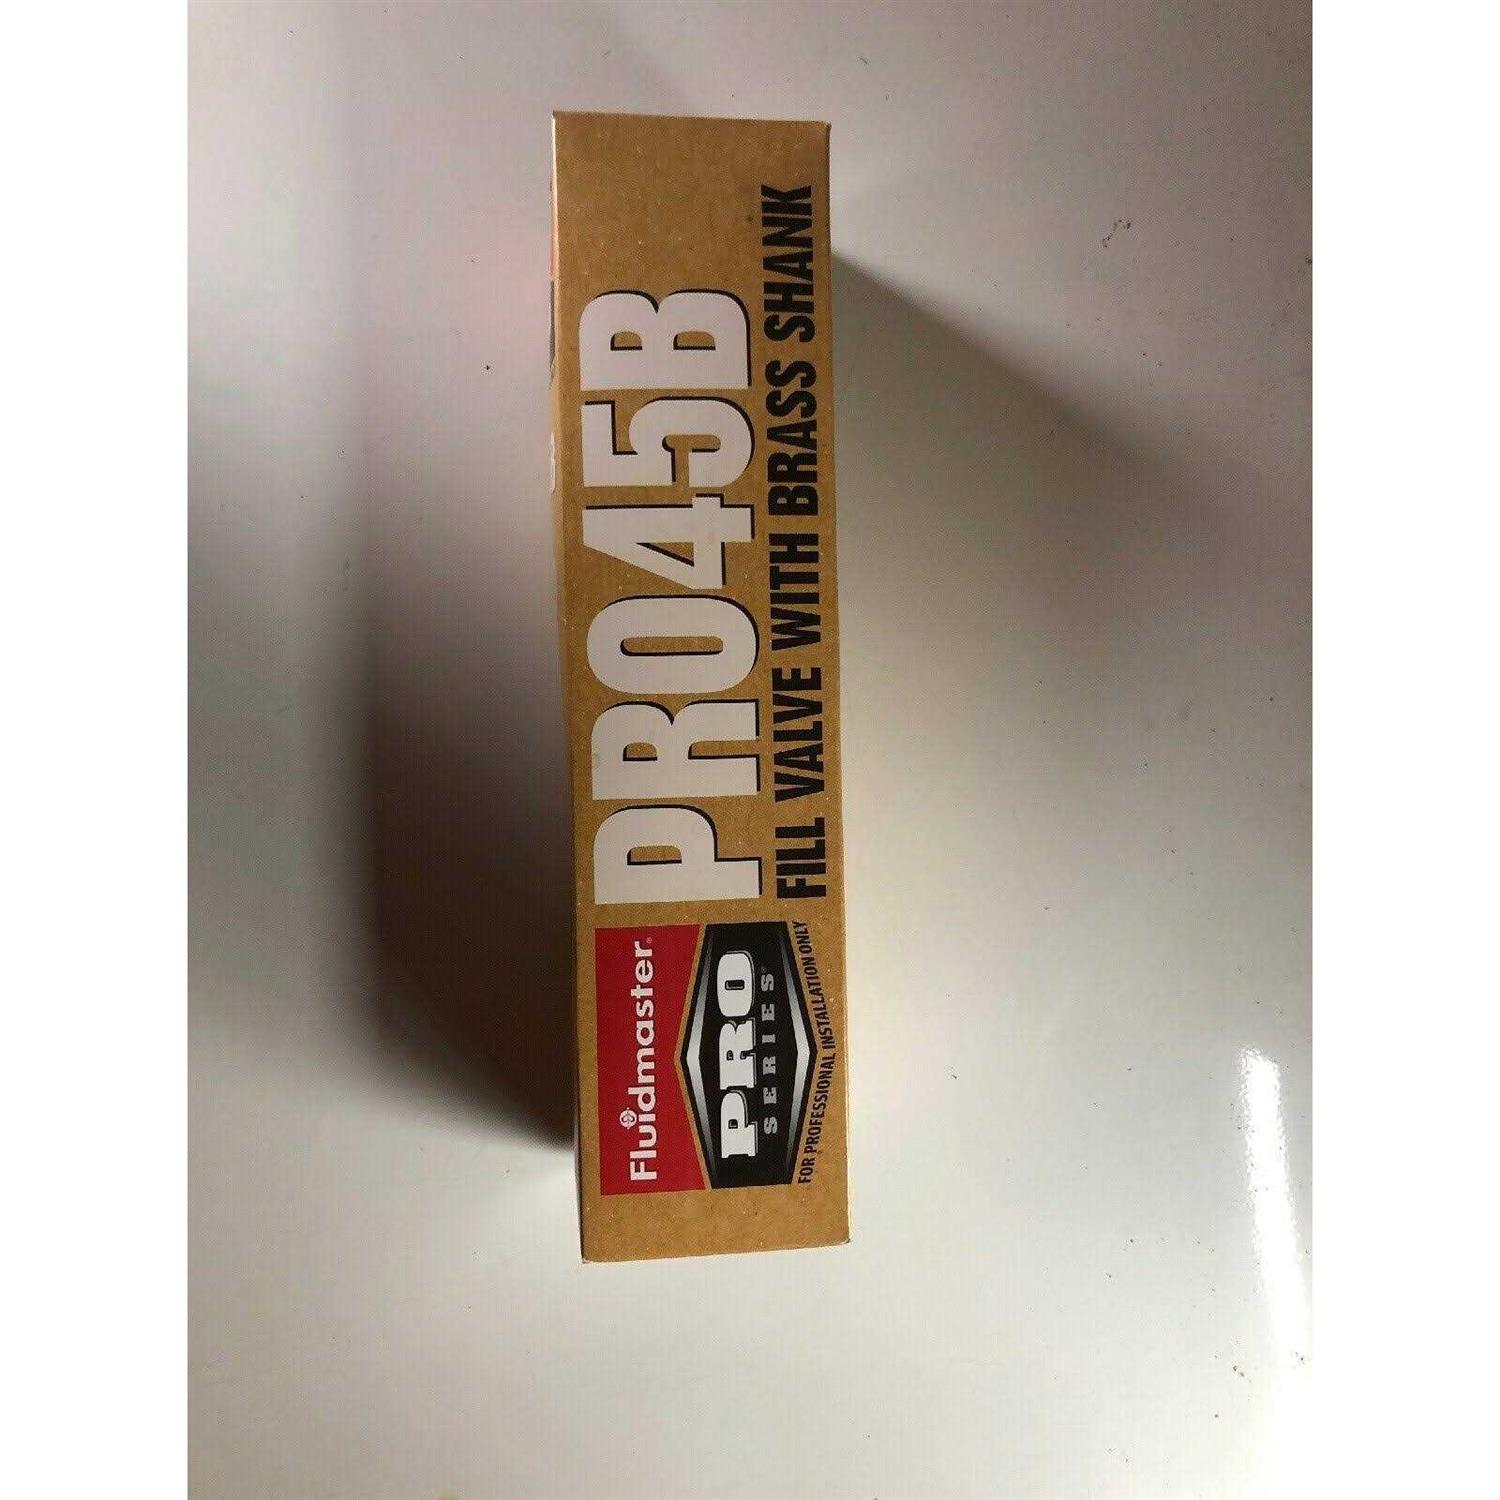 Fluidmaster®
PRO
SERIES®
FOR PROFESSIONAL INSTALLATION ONLY
PRO45B
FILL VALVE WITH BRASS SHANK